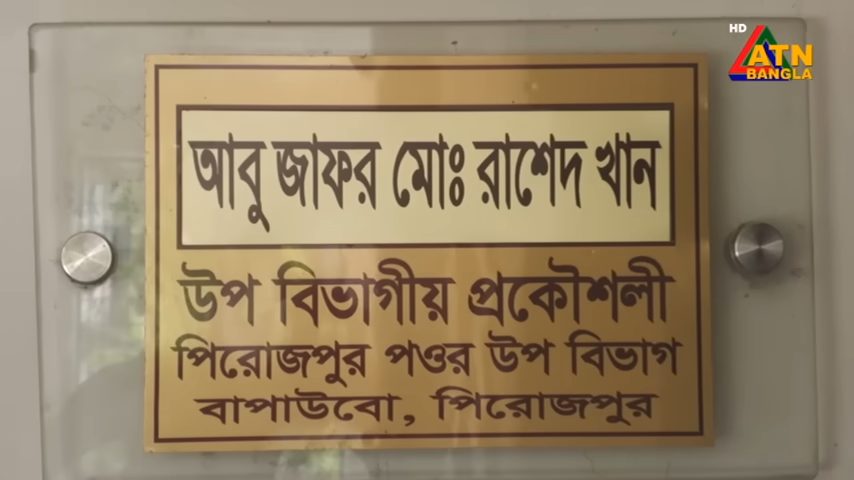 HD
ATN
BANGLA
আবু জাফর মোঃ রাশেদ খান
উপ বিভাগীয় প্রকৌশলী
পিরোজপুর পওর উপ বিভাগ
বাপাউবো, পিরোজপুর